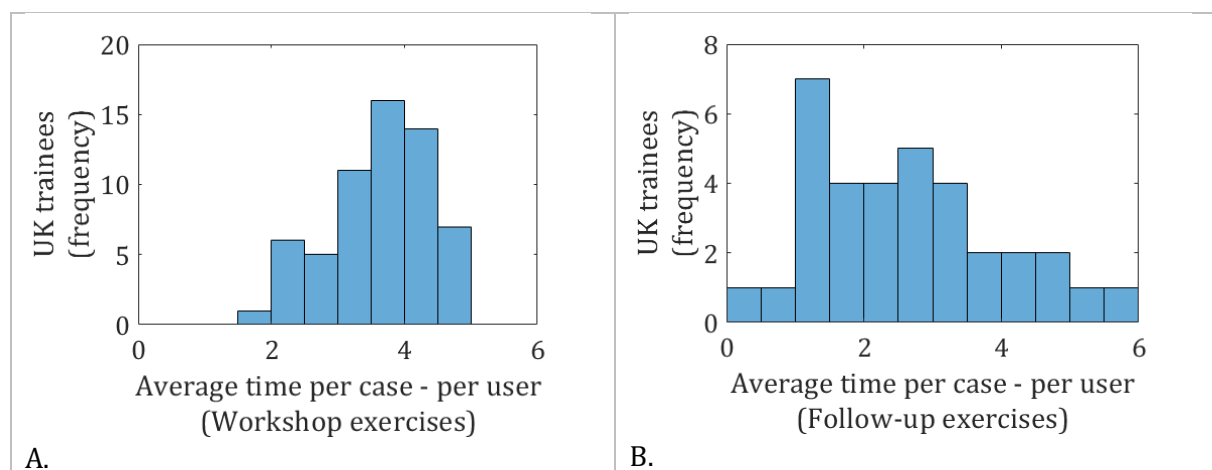 20
15
10
5
0
0 2 4 6
UK trainees
(frequency)
Average time per case - per user
(Workshop exercises)
A.
8
6
4
2
0
0 2 4 6
UK trainees
(frequency)
Average time per case - per user
(Follow-up exercises)
B.